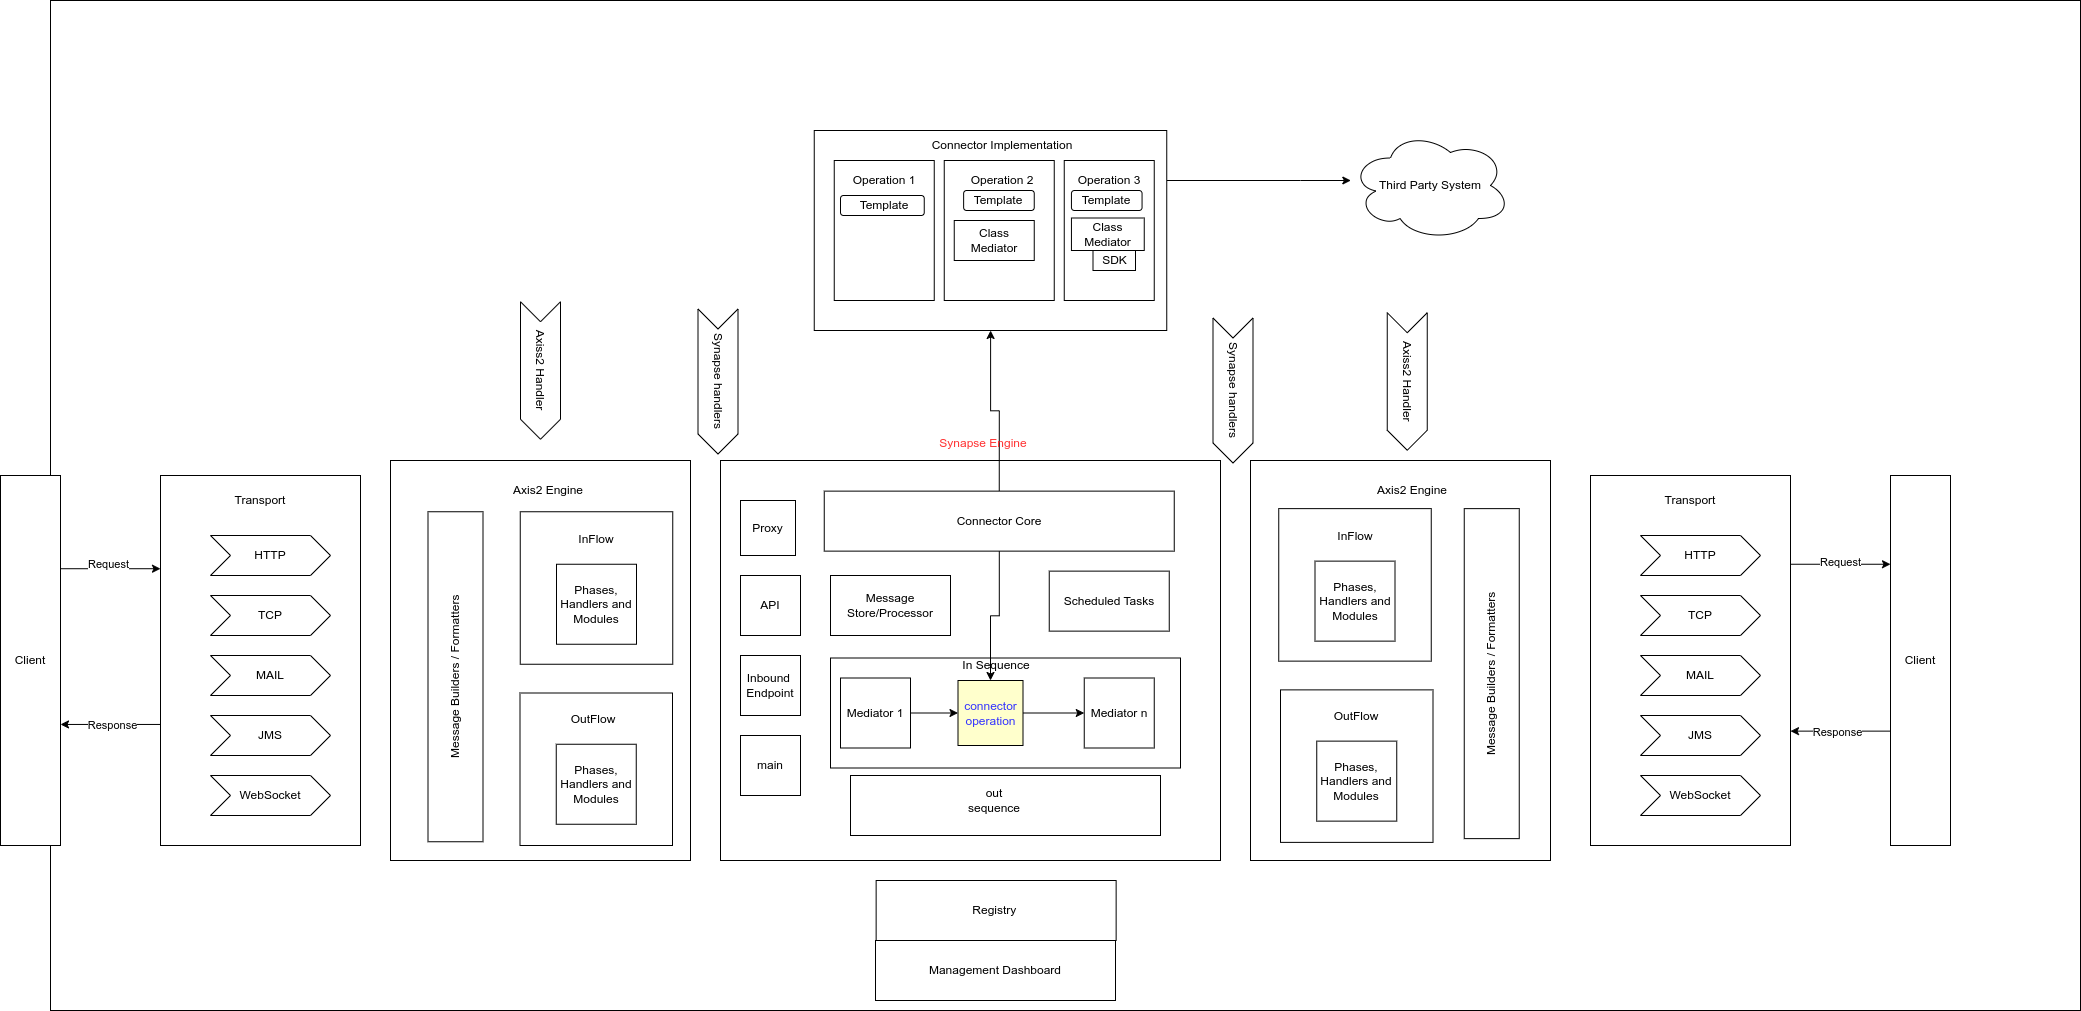 Connector Implementation
Operation 1
Template
Operation 2
Template
Class
Mediator
Operation 3
Template
Class
Mediator
SDK
Third Party System
Axiss2 Handler
Synapse handlers
Synapse handlers
Axiss2 Handler
Synapse Engine
Client
Request
Response
Transport
HTTP
TCP
MAIL
JMS
WebSocket
Axis2 Engine
Message Builders / Formatters
InFlow
Phases,
Handlers and
Modules
OutFlow
Phases,
Handlers and
Modules
Proxy
API
Inbound
Endpoint
main
Connector Core
Message
Store/Processor
Scheduled Tasks
In Sequence
Mediator 1
connector
operation
Mediator n
out
sequence
Axis2 Engine
InFlow
Phases,
Handlers and
Modules
OutFlow
Phases,
Handlers and
Modules
Message Builders / Formatters
Transport
HTTP
TCP
MAIL
JMS
WebSocket
Request
Response
Client
Registry
Management Dashboard